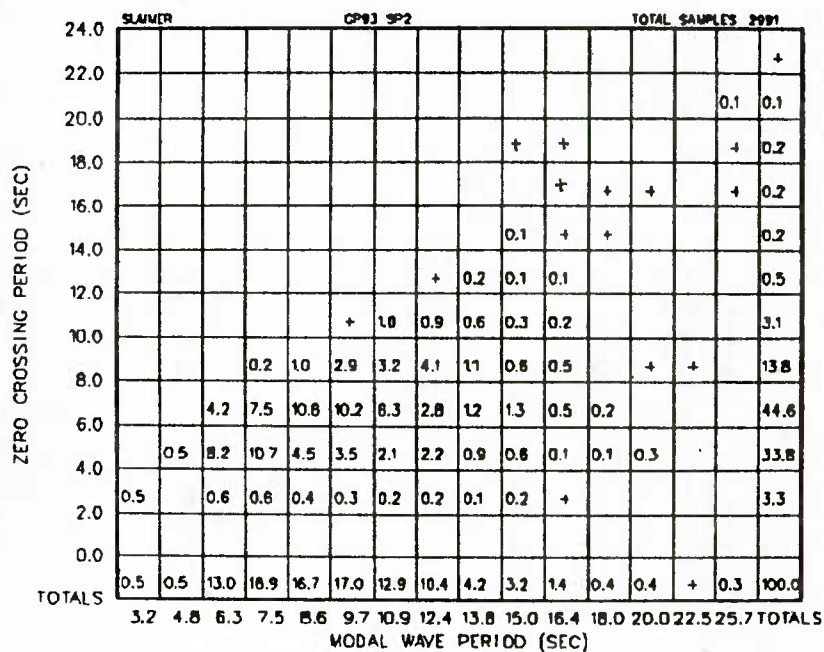 SUMMER GP93 SP2 TOTAL SAMPLES 2991
24.0
+
22.0
0.1 0.1
20.0
+ + + 0.2
18.0
+ + + + 0.2
16.0
0.1 + + 0.2
14.0
+ 0.2 0.1 0.1 0.5
12.0
+ 1.0 0.9 0.6 0.3 0.2 3.1
10.0
0.2 1.0 2.9 3.2 4.1 1.1 0.6 0.5 + + 13.8
8.0
4.2 7.5 10.8 10.2 6.3 2.8 1.2 1.3 0.5 0.2 44.6
6.0
0.5 8.2 10.7 4.5 3.5 2.1 2.2 0.9 0.6 0.1 0.1 0.3 33.8
4.0
0.5 0.6 0.6 0.4 0.3 0.2 0.2 0.1 0.2 + 3.3
2.0
0.0
TOTALS 0.5 0.5 13.0 18.9 16.7 17.0 12.9 10.4 4.2 3.2 1.4 0.4 0.4 + 0.3 100.0
3.2 4.8 6.3 7.5 8.6 9.7 10.9 12.4 13.8 15.0 16.4 18.0 20.0 22.5 25.7 TOTALS
MODAL WAVE PERIOD (SEC)
ZERO CROSSING PERIOD (SEC)